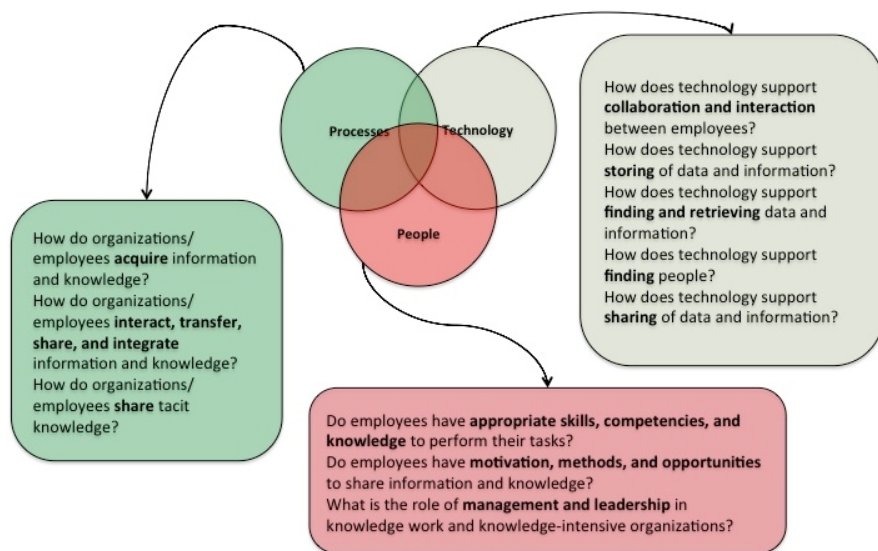 Processes
Technology
People
How does technology support
collaboration and interaction
between employees?
How does technology support
storing of data and information?
How does technology support
finding and retrieving data and
information?
How does technology support
finding people?
How does technology support
sharing of data and information?
How do organizations/
employees acquire information
and knowledge?
How do organizations/
employees interact, transfer,
share, and integrate
information and knowledge?
How do organizations/
employees share tacit
knowledge?
Do employees have appropriate skills, competencies, and
knowledge to perform their tasks?
Do employees have motivation, methods, and opportunities
to share information and knowledge?
What is the role of management and leadership in
knowledge work and knowledge-intensive organizations?